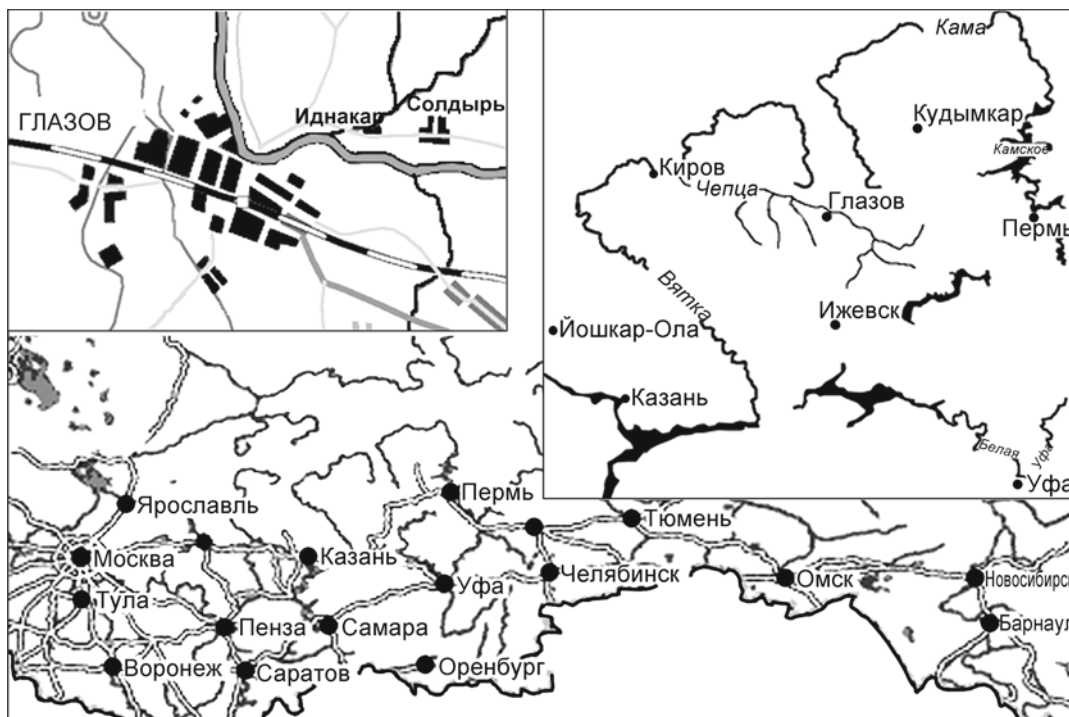 ГЛАЗОВ
Иднакар
Солдырь
Кама
Кудымкар
Камское
Киров
Чепца
Глазов
Пермь
Вятка
Ижевск
Йошкар-Ола
Казань
Белая
Уфа
Уфа
Ярославль
Пермь
Тюмень
Москва
Казань
Челябинск
Омск
Новосибирск
Тула
Уфа
Пенза
Самара
Барнаул
Воронеж
Саратов
Оренбург